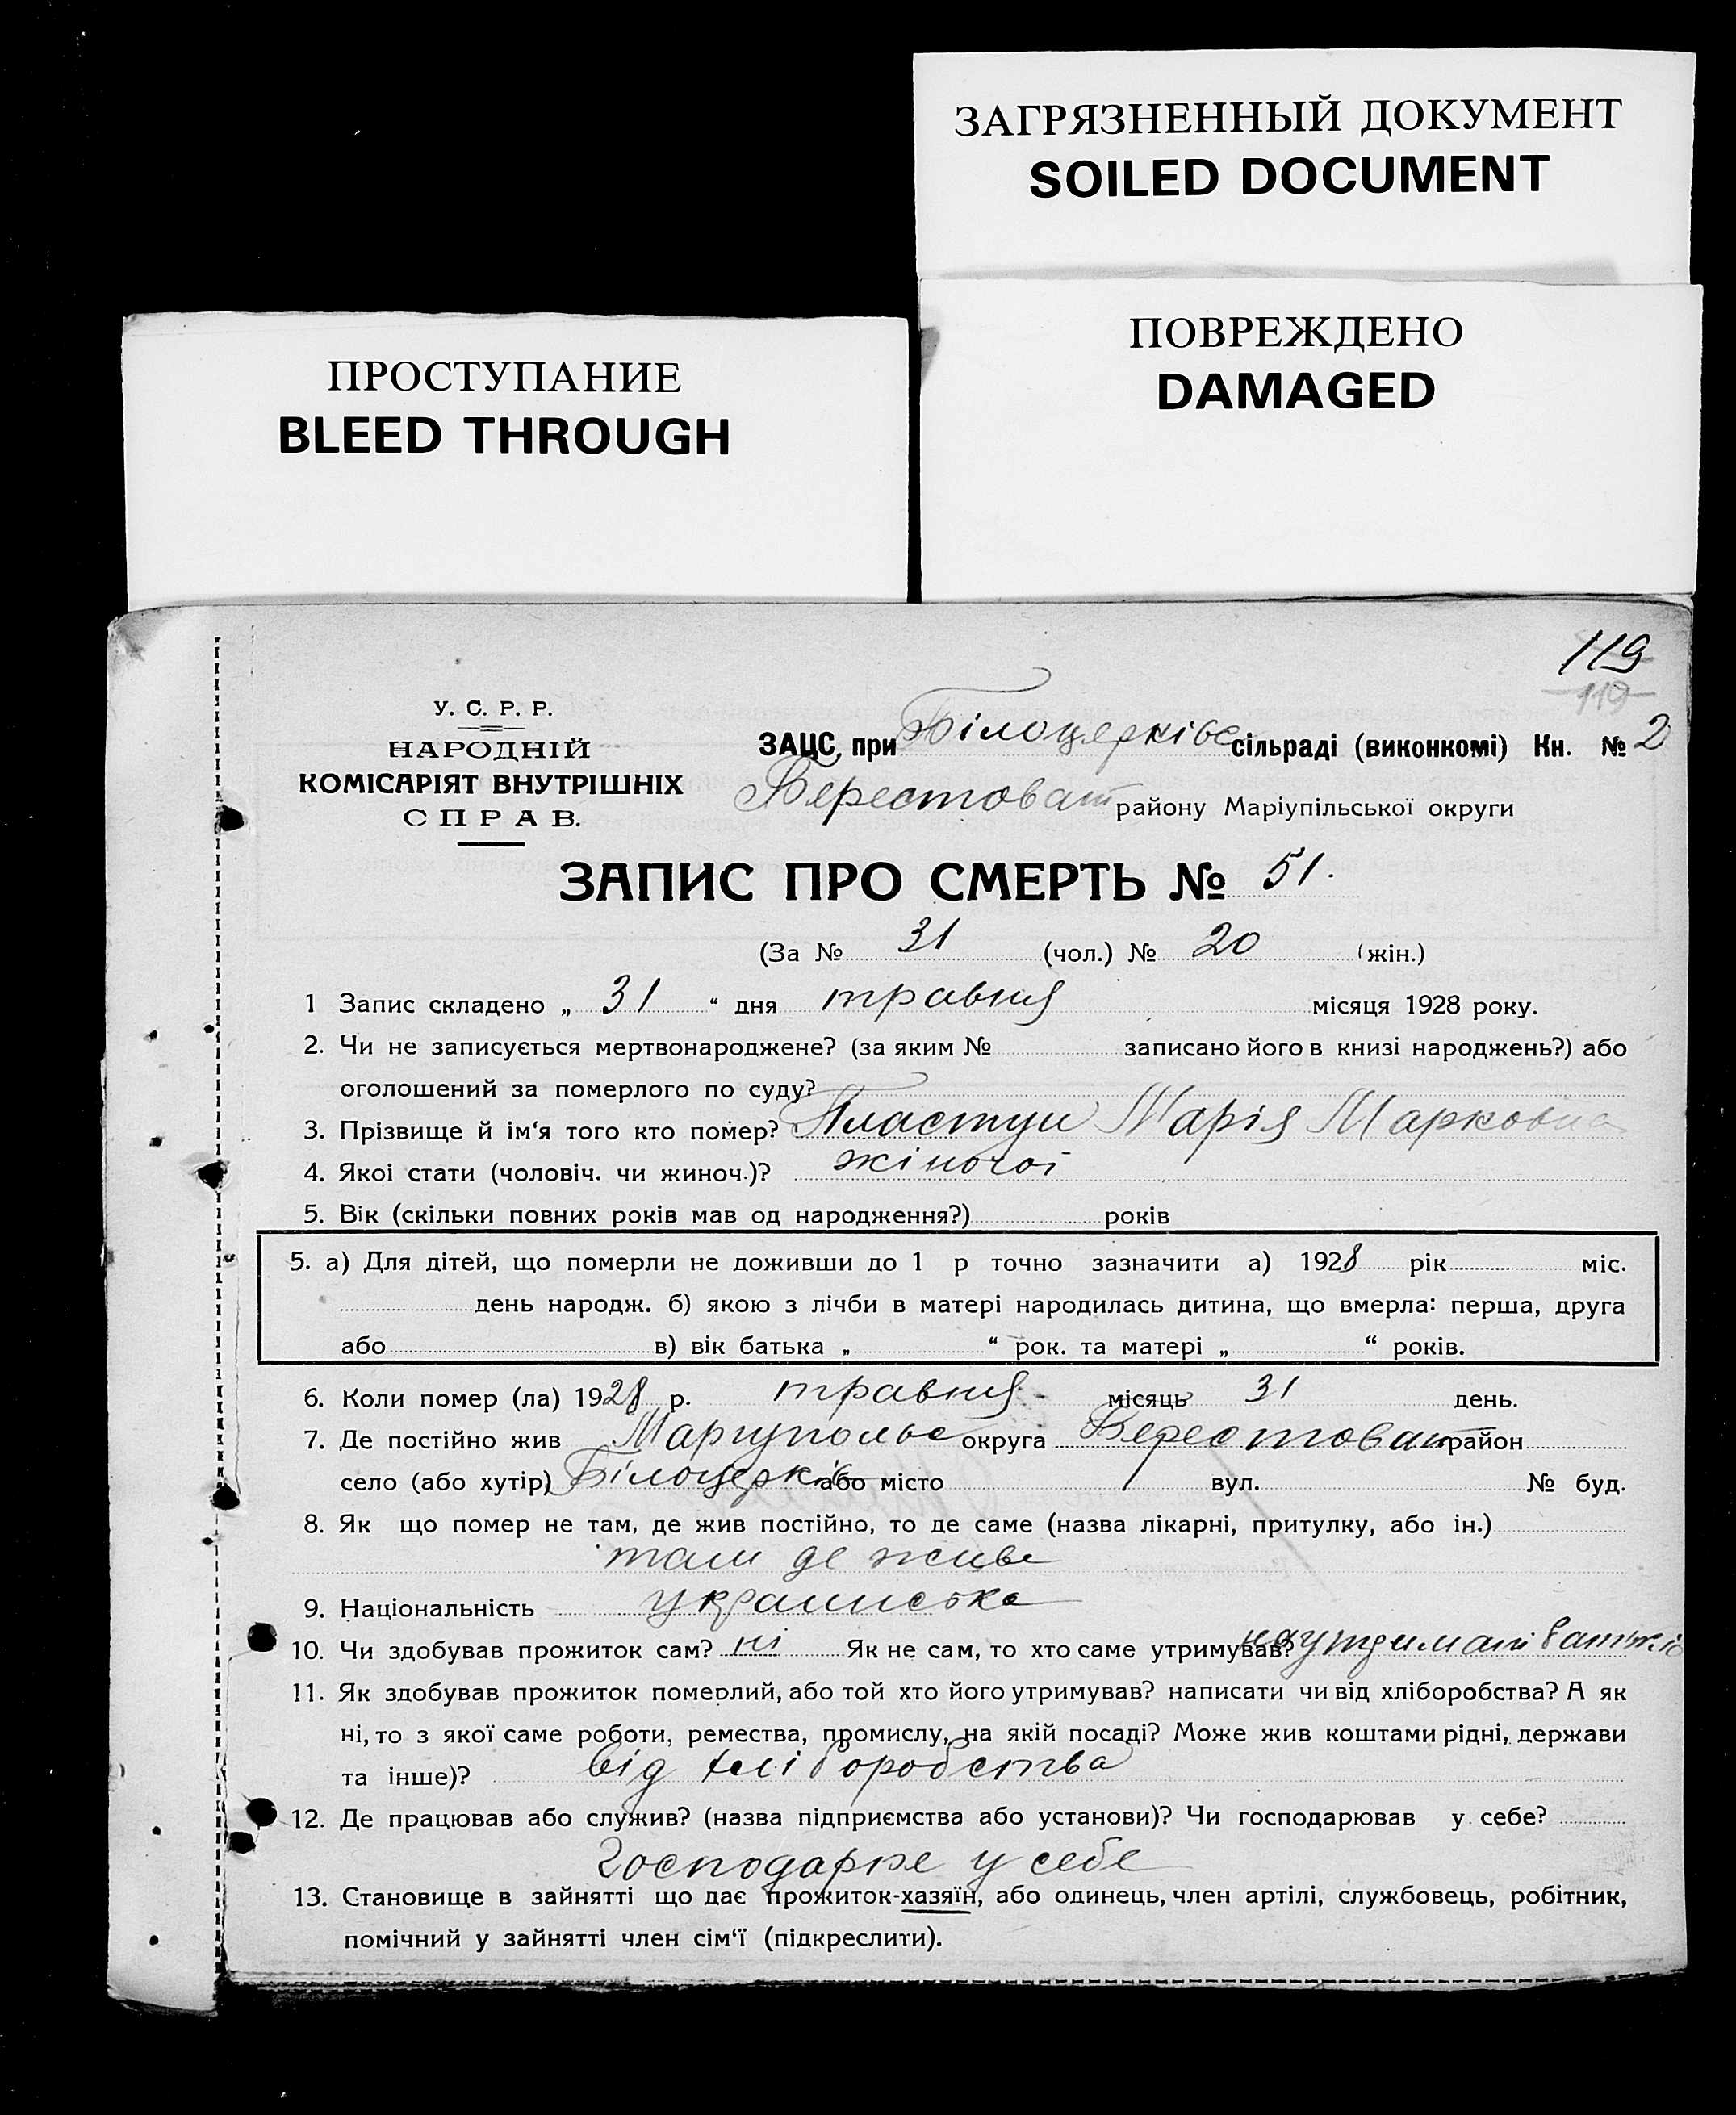 ЗАГРЯЗНЕННЫЙ ДОКУМЕНТ
SOILED DOCUMENT
ПОВРЕЖДЕНО
DAMAGED
ПРОСТУПАНИЕ
BLEED THROUGH
119
119
У. С. Р. Р.
НАРОДНІЙ
КОМІСАРІЯТ ВНУТРІШНІХ
СПРАВ.
ЗАЦС, при Білоцерківс сільраді (виконкомі) Кн. № 2
Берестоват району Маріупільської округи
ЗАПИС ПРО СМЕРТЬ № 51.
(За № 31 (чол.) № 20 (жін.)
1 Запис складено „ 31 “ дня травня місяця 1928 року.
2. Чи не записується мертвонароджене? (за яким № записано його в книзі народжень?) або
оголошений за померлого по суду?
3. Прізвище й ім‘я того кто помер? Пластун Марія Марковна
4. Якої стати (чоловіч. чи жиноч.)? жіночої
5. Вік (скільки повних років мав од народження?) років
5. а) Для дітей, що померли не доживши до 1 р точно зазначити а) 1928 рік міс.
день народж. б) якою з лічби в матері народилась дитина, що вмерла: перша, друга
або в) вік батька „ “ рок. та матері „ “ років.
6. Коли помер (ла) 1928 р. травня місяць 31 день.
7. Де постійно жив Маріупольс округа Берестоват район
село (або хутір) Білоцерків або місто вул. № буд.
8. Як що помер не там, де жив постійно, то де саме (назва лікарні, притулку, або ін.)
там де живе
9. Національність украинська
10. Чи здобував прожиток сам? ні Як не сам, то хто саме утримував? на утримані батьків
11. Як здобував прожиток померлий, або той хто його утримував? написати чи від хліборобства? А як
ні, то з якої саме роботи, ремества, промислу, на якій посаді? Може жив коштами рідні, держави
та інше)? від хліборобства
12. Де працював або служив? (назва підприємства або установи)? Чи господарював у себе?
Господарює у себе
13. Становище в зайнятті що дає прожиток-хазяїн, або одинець, член артілі, службовець, робітник,
помічний у зайнятті член сім‘ї (підкреслити).